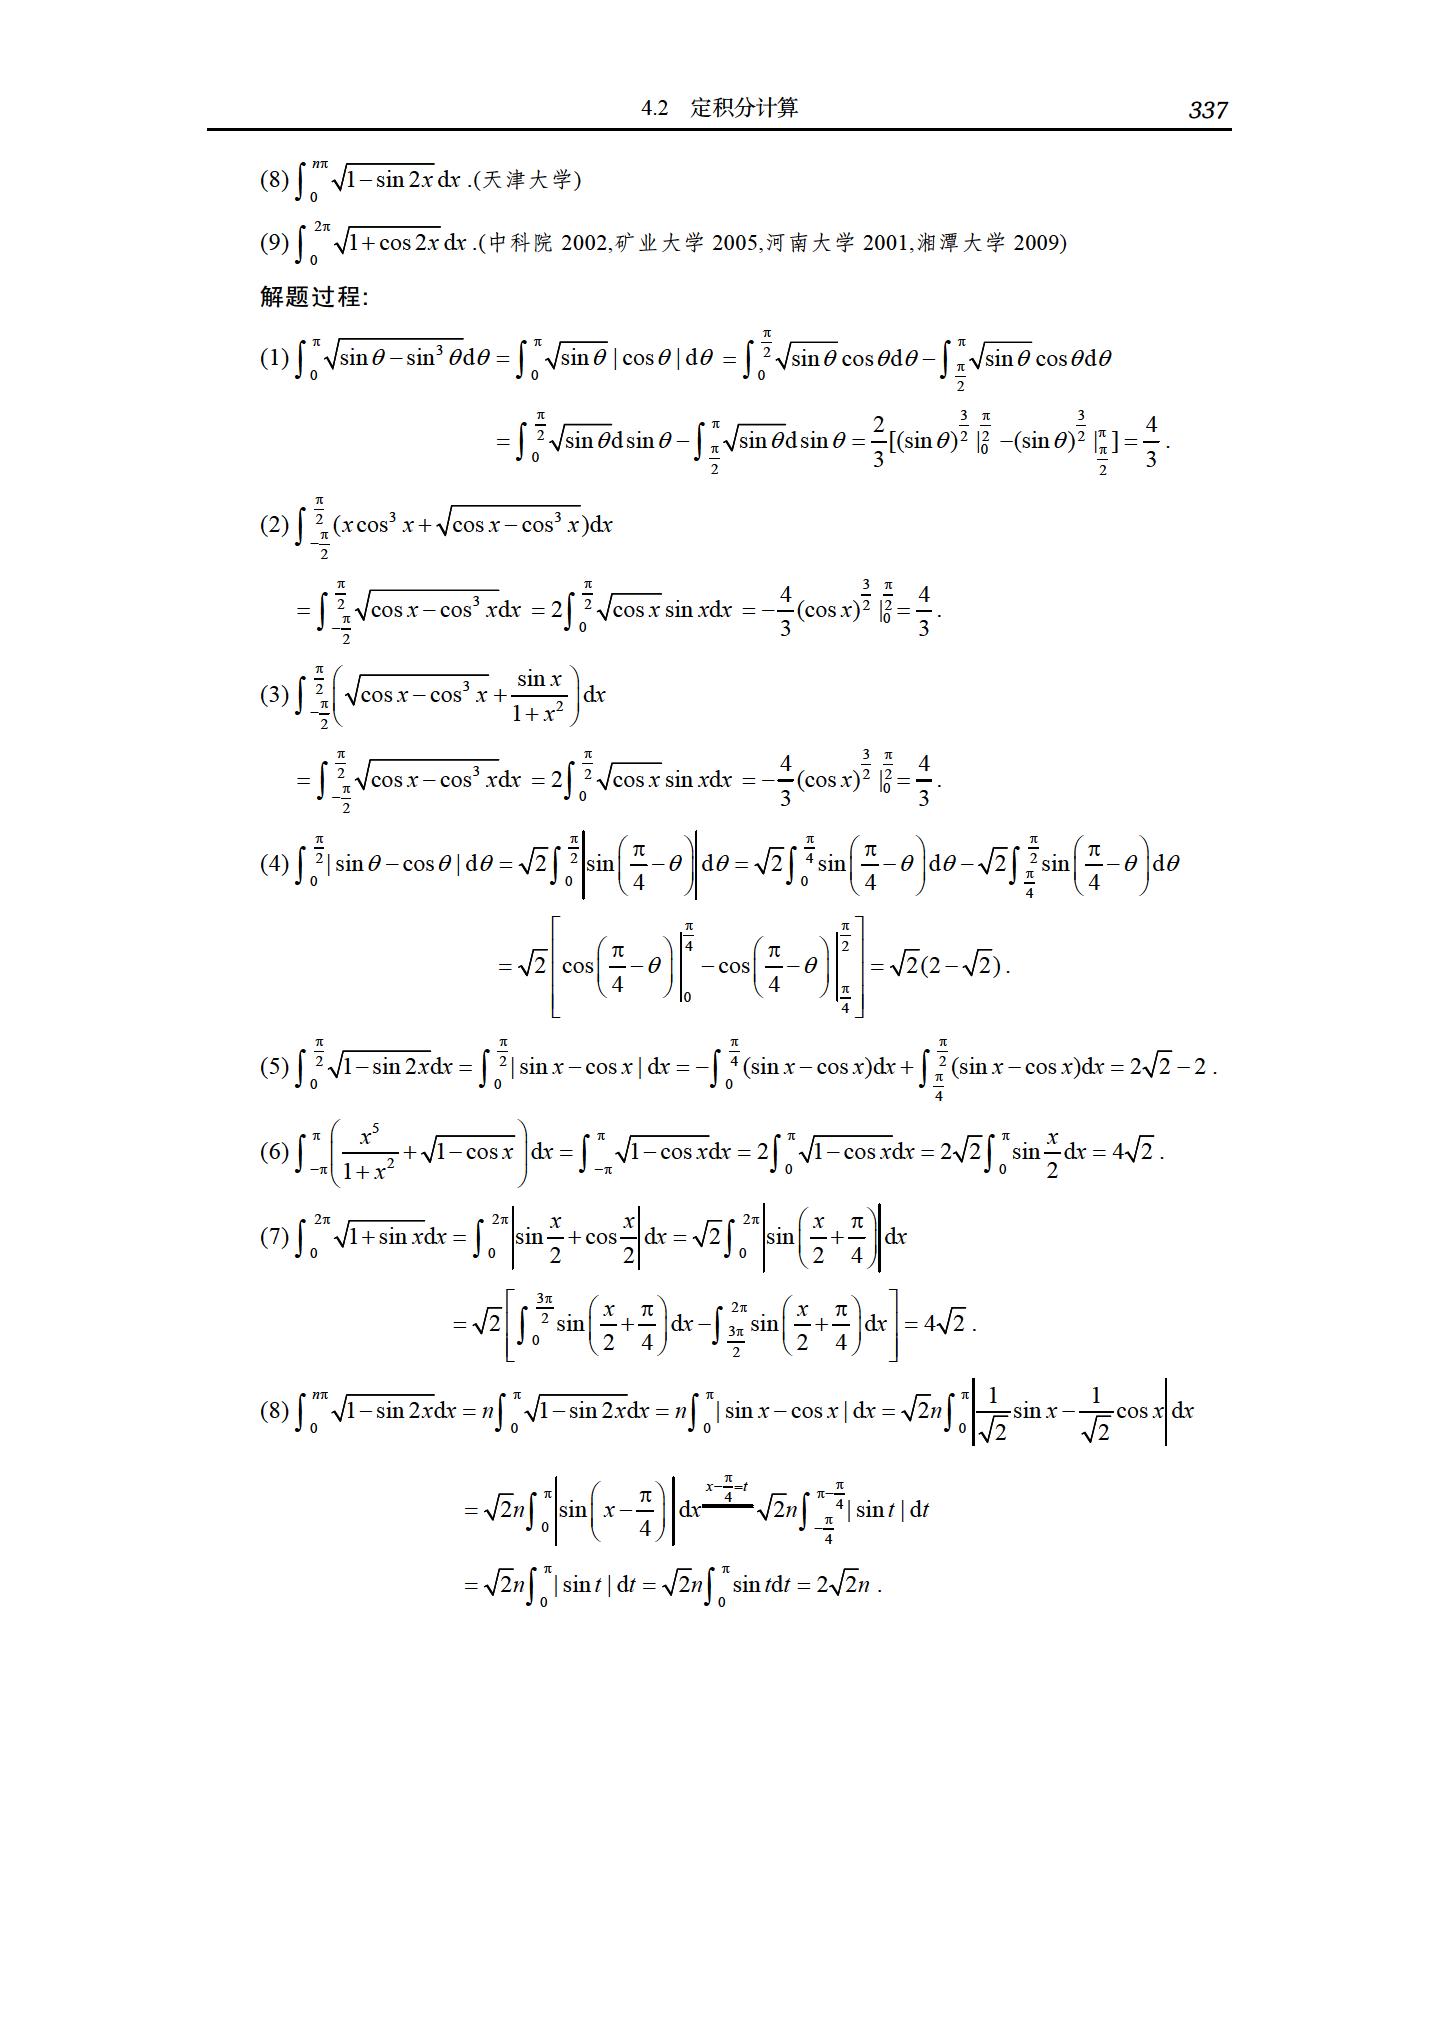 4.2 定积分计算 337
(8) $\int_0^{n\pi} \sqrt{1-\sin 2x}\,dx$ .(天津大学)
(9) $\int_0^{2\pi} \sqrt{1+\cos 2x}\,dx$ .(中科院 2002,矿业大学 2005,河南大学 2001,湘潭大学 2009)
解题过程:
(1) $\int_0^{\pi} \sqrt{\sin\theta-\sin^3\theta}d\theta = \int_0^{\pi} \sqrt{\sin\theta}\,|\cos\theta|\,d\theta = \int_0^{\frac{\pi}{2}} \sqrt{\sin\theta}\cos\theta d\theta - \int_{\frac{\pi}{2}}^{\pi} \sqrt{\sin\theta}\cos\theta d\theta$
$= \int_0^{\frac{\pi}{2}} \sqrt{\sin\theta}d\sin\theta - \int_{\frac{\pi}{2}}^{\pi} \sqrt{\sin\theta}d\sin\theta = \frac{2}{3}[(\sin\theta)^{\frac{3}{2}}|_0^{\frac{\pi}{2}} - (\sin\theta)^{\frac{3}{2}}|_{\frac{\pi}{2}}^{\pi}] = \frac{4}{3}$ .
(2) $\int_{-\frac{\pi}{2}}^{\frac{\pi}{2}} (x\cos^3 x + \sqrt{\cos x-\cos^3 x})dx$
$= \int_{-\frac{\pi}{2}}^{\frac{\pi}{2}} \sqrt{\cos x-\cos^3 x}dx = 2\int_0^{\frac{\pi}{2}} \sqrt{\cos x}\sin xdx = -\frac{4}{3}(\cos x)^{\frac{3}{2}}|_0^{\frac{\pi}{2}} = \frac{4}{3}$ .
(3) $\int_{-\frac{\pi}{2}}^{\frac{\pi}{2}} \left(\sqrt{\cos x-\cos^3 x} + \frac{\sin x}{1+x^2}\right)dx$
$= \int_{-\frac{\pi}{2}}^{\frac{\pi}{2}} \sqrt{\cos x-\cos^3 x}dx = 2\int_0^{\frac{\pi}{2}} \sqrt{\cos x}\sin xdx = -\frac{4}{3}(\cos x)^{\frac{3}{2}}|_0^{\frac{\pi}{2}} = \frac{4}{3}$ .
(4) $\int_0^{\frac{\pi}{2}} |\sin\theta-\cos\theta|\,d\theta = \sqrt{2}\int_0^{\frac{\pi}{2}} \left|\sin\left(\frac{\pi}{4}-\theta\right)\right|d\theta = \sqrt{2}\int_0^{\frac{\pi}{4}} \sin\left(\frac{\pi}{4}-\theta\right)d\theta - \sqrt{2}\int_{\frac{\pi}{4}}^{\frac{\pi}{2}} \sin\left(\frac{\pi}{4}-\theta\right)d\theta$
$= \sqrt{2}\left[\cos\left(\frac{\pi}{4}-\theta\right)\Big|_0^{\frac{\pi}{4}} - \cos\left(\frac{\pi}{4}-\theta\right)\Big|_{\frac{\pi}{4}}^{\frac{\pi}{2}}\right] = \sqrt{2}(2-\sqrt{2})$ .
(5) $\int_0^{\frac{\pi}{2}} \sqrt{1-\sin 2x}dx = \int_0^{\frac{\pi}{2}} |\sin x-\cos x|\,dx = -\int_0^{\frac{\pi}{4}} (\sin x-\cos x)dx + \int_{\frac{\pi}{4}}^{\frac{\pi}{2}} (\sin x-\cos x)dx = 2\sqrt{2}-2$ .
(6) $\int_{-\pi}^{\pi} \left(\frac{x^5}{1+x^2} + \sqrt{1-\cos x}\right)dx = \int_{-\pi}^{\pi} \sqrt{1-\cos x}dx = 2\int_0^{\pi} \sqrt{1-\cos x}dx = 2\sqrt{2}\int_0^{\pi} \sin\frac{x}{2}dx = 4\sqrt{2}$ .
(7) $\int_0^{2\pi} \sqrt{1+\sin x}dx = \int_0^{2\pi} \left|\sin\frac{x}{2}+\cos\frac{x}{2}\right|dx = \sqrt{2}\int_0^{2\pi} \left|\sin\left(\frac{x}{2}+\frac{\pi}{4}\right)\right|dx$
$= \sqrt{2}\left[\int_0^{\frac{3\pi}{2}} \sin\left(\frac{x}{2}+\frac{\pi}{4}\right)dx - \int_{\frac{3\pi}{2}}^{2\pi} \sin\left(\frac{x}{2}+\frac{\pi}{4}\right)dx\right] = 4\sqrt{2}$ .
(8) $\int_0^{n\pi} \sqrt{1-\sin 2x}dx = n\int_0^{\pi} \sqrt{1-\sin 2x}dx = n\int_0^{\pi} |\sin x-\cos x|\,dx = \sqrt{2}n\int_0^{\pi} \left|\frac{1}{\sqrt{2}}\sin x-\frac{1}{\sqrt{2}}\cos x\right|dx$
$= \sqrt{2}n\int_0^{\pi} \left|\sin\left(x-\frac{\pi}{4}\right)\right|dx \overset{x-\frac{\pi}{4}=t}{=} \sqrt{2}n\int_{-\frac{\pi}{4}}^{\pi-\frac{\pi}{4}} |\sin t|\,dt$
$= \sqrt{2}n\int_0^{\pi} |\sin t|\,dt = \sqrt{2}n\int_0^{\pi} \sin tdt = 2\sqrt{2}n$ .